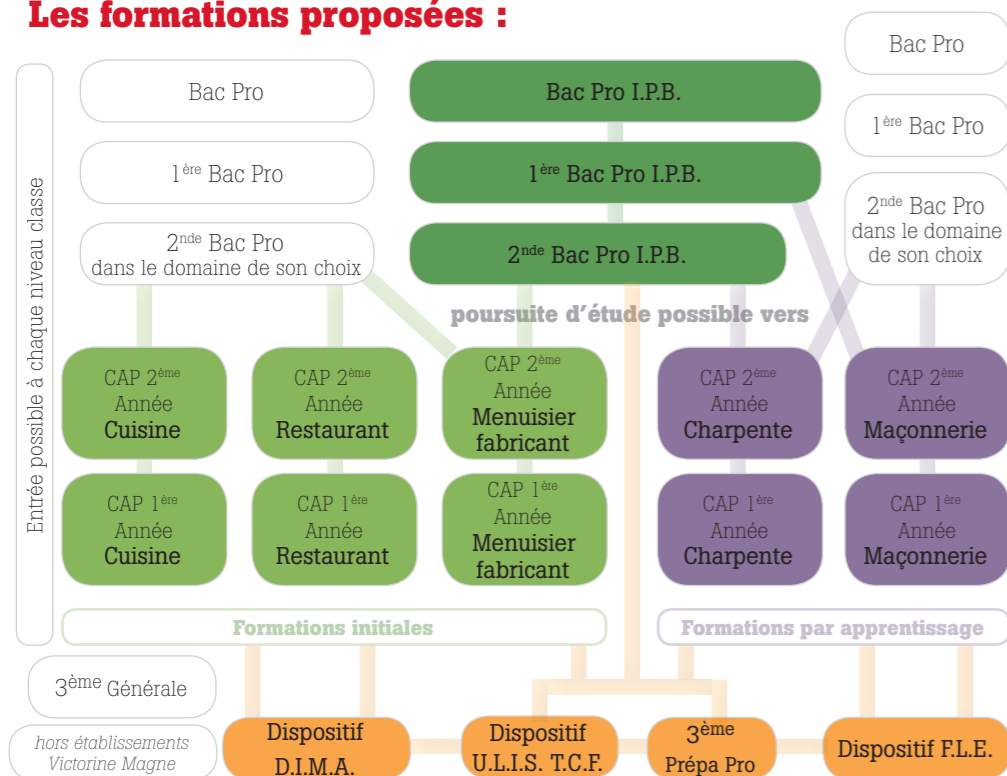 Les formations proposées :
Bac Pro
Bac Pro
Bac Pro I.P.B.
1ère Bac Pro
1ère Bac Pro
1ère Bac Pro I.P.B.
2nde Bac Pro
dans le domaine
de son choix
2nde Bac Pro
dans le domaine de son choix
2nde Bac Pro I.P.B.
Entrée possible à chaque niveau classe
poursuite d'étude possible vers
CAP 2ème
Année
Cuisine
CAP 2ème
Année
Restaurant
CAP 2ème
Année
Menuisier
fabricant
CAP 2ème
Année
Charpente
CAP 2ème
Année
Maçonnerie
CAP 1ère
Année
Cuisine
CAP 1ère
Année
Restaurant
CAP 1ère
Année
Menuisier
fabricant
CAP 1ère
Année
Charpente
CAP 1ère
Année
Maçonnerie
Formations initiales
Formations par apprentissage
3ème Générale
hors établissements
Victorine Magne
Dispositif
D.I.M.A.
Dispositif
U.L.I.S. T.C.F.
3ème
Prépa Pro
Dispositif F.L.E.